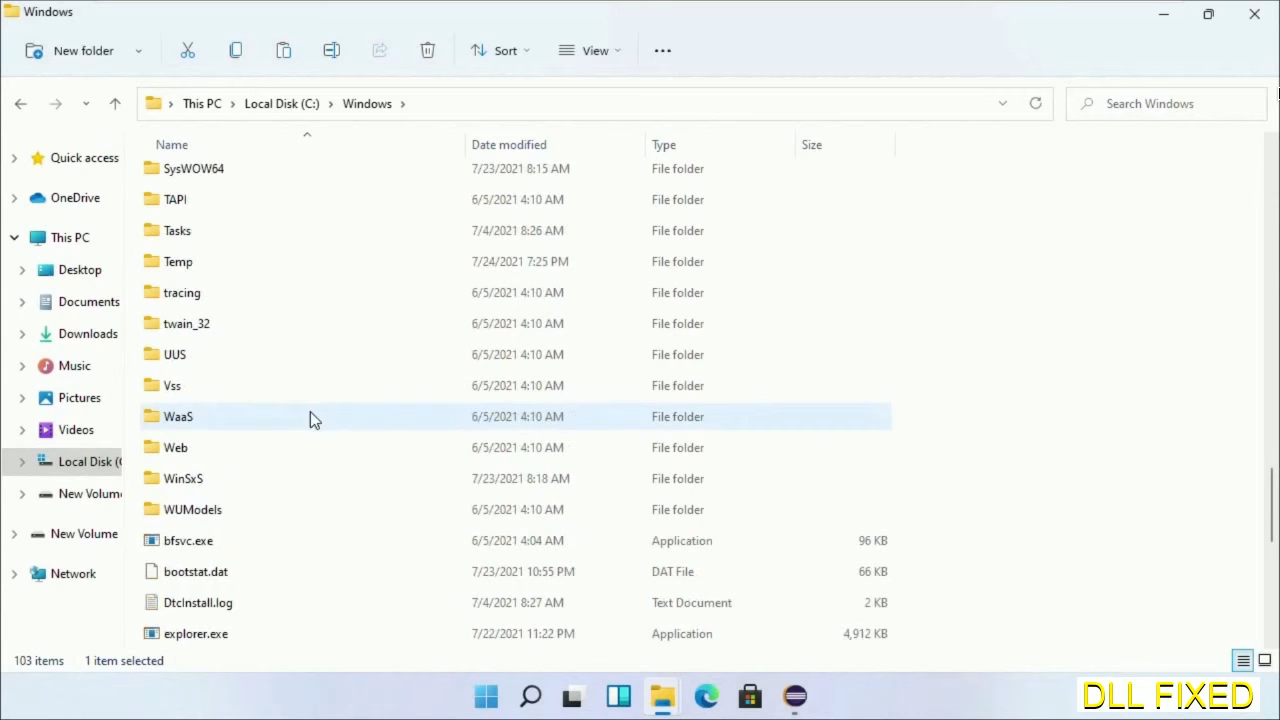 Windows
New folder
Sort
View
This PC
Local Disk (C:)
Windows
Search Windows
Name
Date modified
Type
Size
SysWOW64 7/23/2021 8:15 AM File folder
TAPI 6/5/2021 4:10 AM File folder
Tasks 7/4/2021 8:26 AM File folder
Temp 7/24/2021 7:25 PM File folder
tracing 6/5/2021 4:10 AM File folder
twain_32 6/5/2021 4:10 AM File folder
UUS 6/5/2021 4:10 AM File folder
Vss 6/5/2021 4:10 AM File folder
WaaS 6/5/2021 4:10 AM File folder
Web 6/5/2021 4:10 AM File folder
WinSxS 7/23/2021 8:18 AM File folder
WUModels 6/5/2021 4:10 AM File folder
bfsvc.exe 6/5/2021 4:04 AM Application 96 KB
bootstat.dat 7/23/2021 10:55 PM DAT File 66 KB
DtcInstall.log 7/4/2021 8:27 AM Text Document 2 KB
explorer.exe 7/22/2021 11:22 PM Application 4,912 KB
Quick access
OneDrive
This PC
Desktop
Documents
Downloads
Music
Pictures
Videos
Local Disk (
New Volum
New Volume
Network
103 items 1 item selected
DLL FIXED